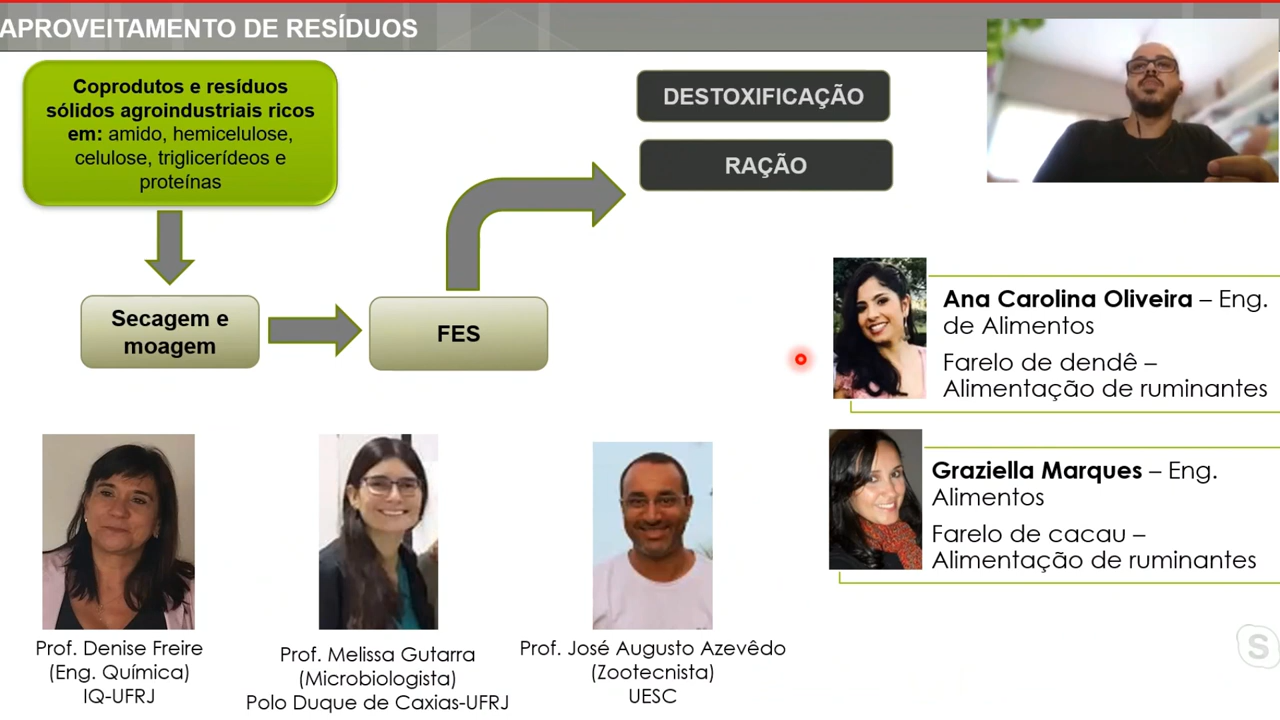 APROVEITAMENTO DE RESÍDUOS
Coprodutos e resíduos
sólidos agroindustriais ricos
em: amido, hemicelulose,
celulose, triglicerídeos e
proteínas
DESTOXIFICAÇÃO
RAÇÃO
Secagem e
moagem
FES
Ana Carolina Oliveira – Eng.
de Alimentos
Farelo de dendê –
Alimentação de ruminantes
Graziella Marques – Eng.
Alimentos
Farelo de cacau –
Alimentação de ruminantes
Prof. Denise Freire
(Eng. Química)
IQ-UFRJ
Prof. Melissa Gutarra
(Microbiologista)
Polo Duque de Caxias-UFRJ
Prof. José Augusto Azevêdo
(Zootecnista)
UESC
S